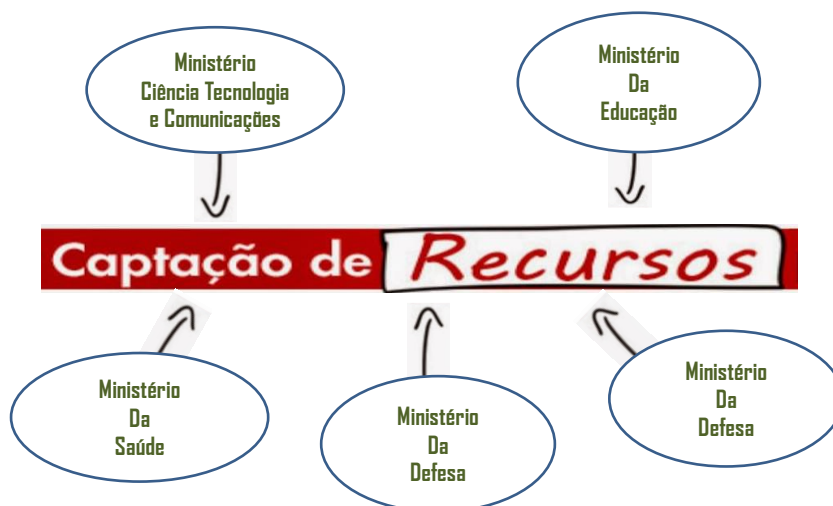 Ministério
Ciência Tecnologia
e Comunicações
Ministério
Da
Educação
Captação de Recursos
Ministério
Da
Saúde
Ministério
Da
Defesa
Ministério
Da
Defesa